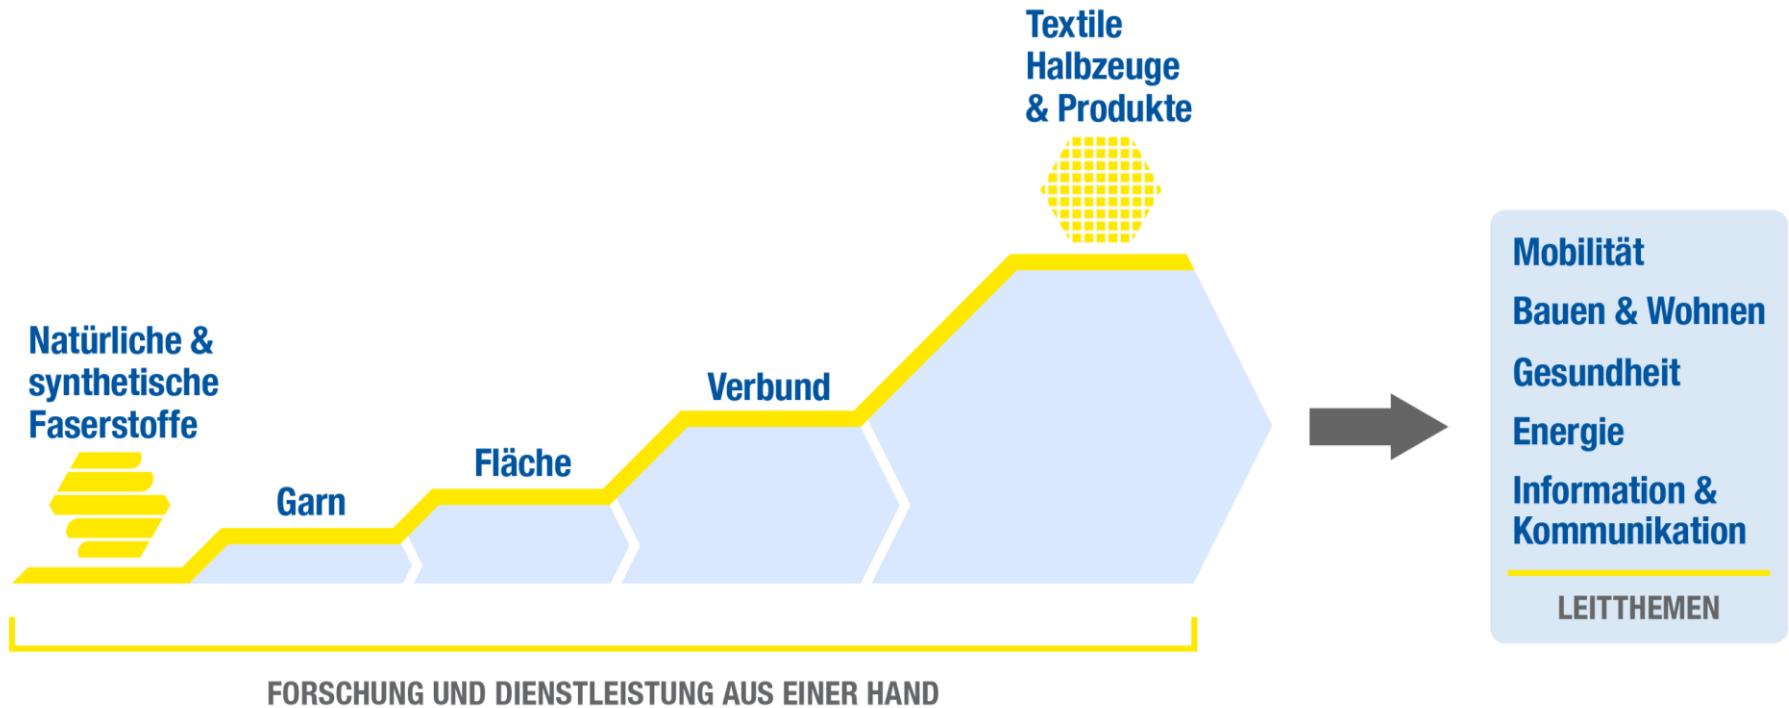 Textile
Halbzeuge
& Produkte
Natürliche &
synthetische
Faserstoffe
Garn
Fläche
Verbund
Mobilität
Bauen & Wohnen
Gesundheit
Energie
Information &
Kommunikation
LEITTHEMEN
FORSCHUNG UND DIENSTLEISTUNG AUS EINER HAND